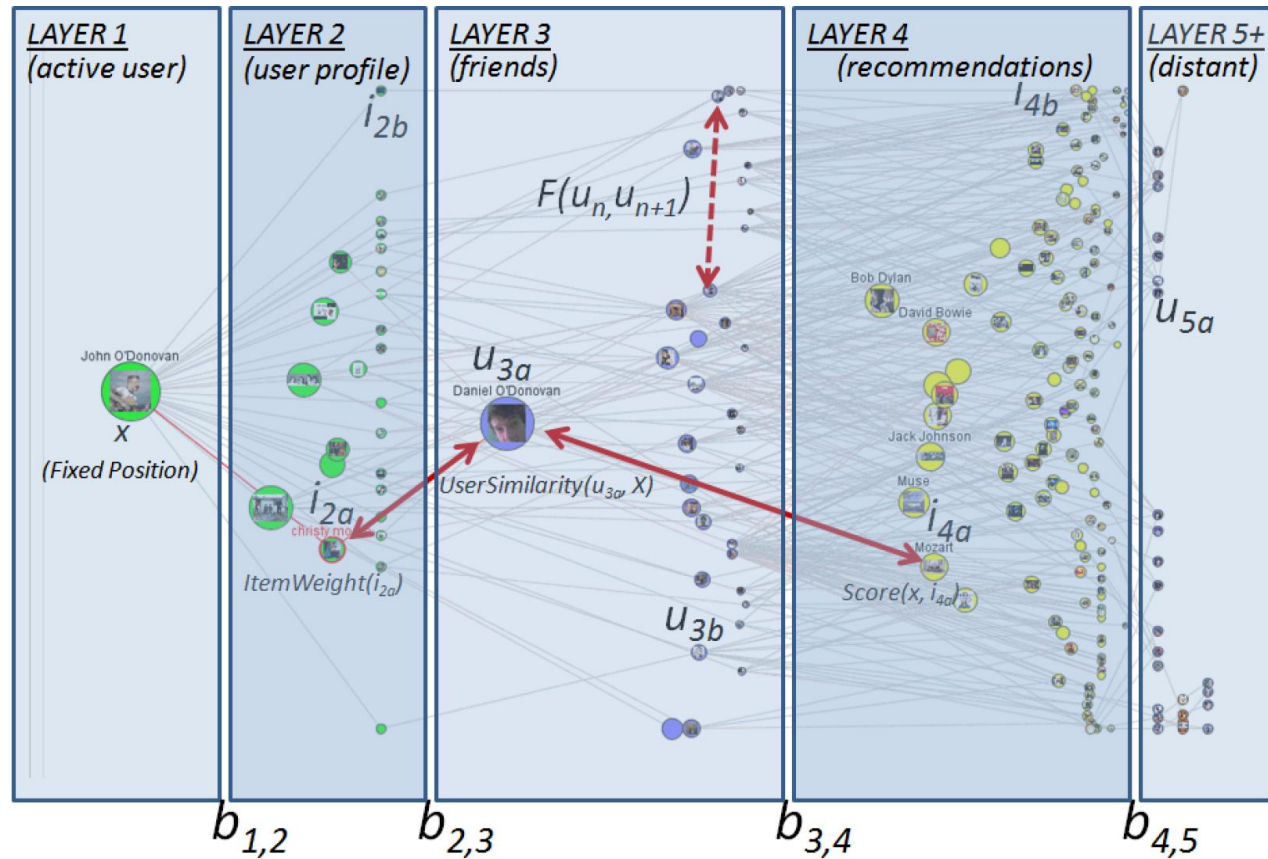 LAYER 1
(active user)
LAYER 2
(user profile)
LAYER 3
(friends)
LAYER 4
(recommendations)
LAYER 5+
(distant)
i2b
i4b
F(un,un+1)
Bob Dylan
David Bowie
u5a
John O'Donovan
x
(Fixed Position)
u3a
Daniel O'Donovan
Jack Johnson
UserSimilarity(u3a, X)
Muse
i2a
christy mo
i4a
Mozart
ItemWeight(i2a)
Score(x, i4a)
u3b
b1,2
b2,3
b3,4
b4,5